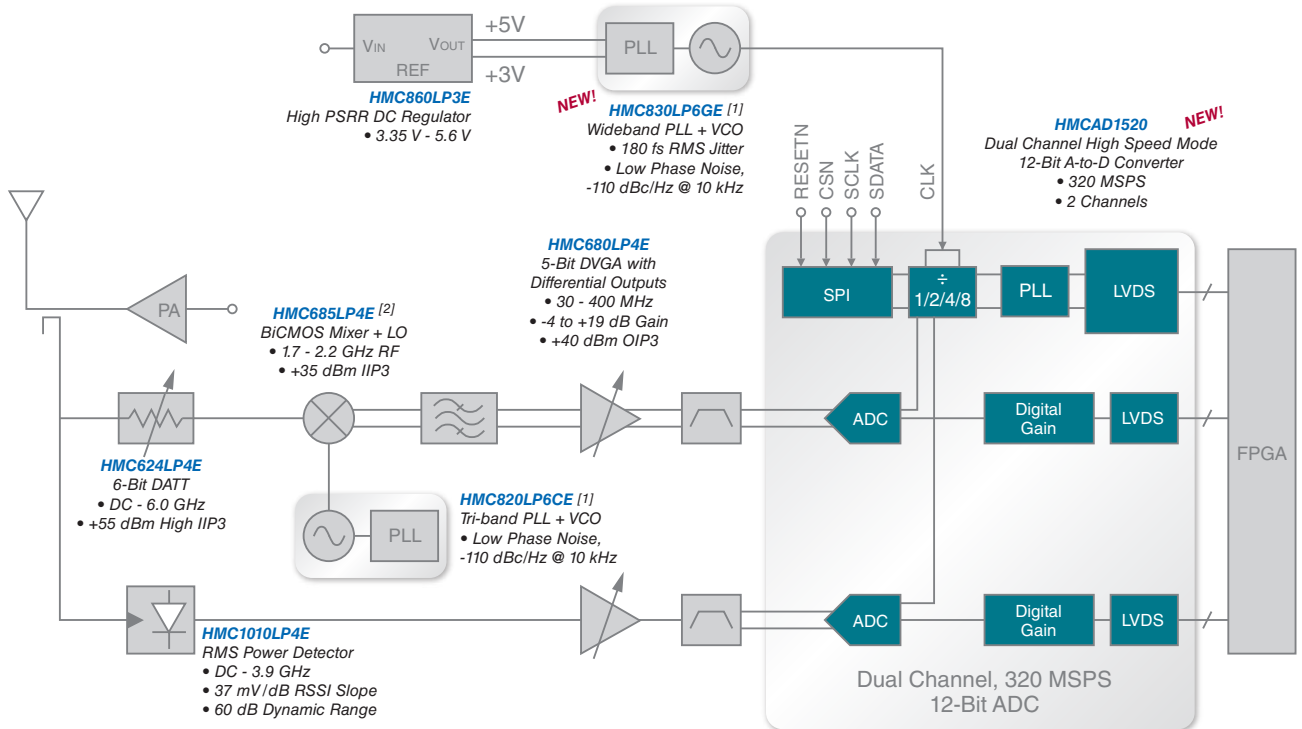 VIN VOUT
REF
+5V
+3V
PLL
HMC860LP3E
High PSRR DC Regulator
• 3.35 V - 5.6 V
NEW!
HMC830LP6GE [1]
Wideband PLL + VCO
• 180 fs RMS Jitter
• Low Phase Noise,
-110 dBc/Hz @ 10 kHz
RESETN
CSN
SCLK
SDATA
CLK
HMCAD1520
NEW!
Dual Channel High Speed Mode
12-Bit A-to-D Converter
• 320 MSPS
• 2 Channels
PA
HMC685LP4E [2]
BiCMOS Mixer + LO
• 1.7 - 2.2 GHz RF
• +35 dBm IIP3
HMC680LP4E
5-Bit DVGA with
Differential Outputs
• 30 - 400 MHz
• -4 to +19 dB Gain
• +40 dBm OIP3
SPI
÷
1/2/4/8
PLL
LVDS
HMC624LP4E
6-Bit DATT
• DC - 6.0 GHz
• +55 dBm High IIP3
PLL
HMC820LP6CE [1]
Tri-band PLL + VCO
• Low Phase Noise,
-110 dBc/Hz @ 10 kHz
ADC
Digital
Gain
LVDS
FPGA
HMC1010LP4E
RMS Power Detector
• DC - 3.9 GHz
• 37 mV/dB RSSI Slope
• 60 dB Dynamic Range
ADC
Digital
Gain
LVDS
Dual Channel, 320 MSPS
12-Bit ADC